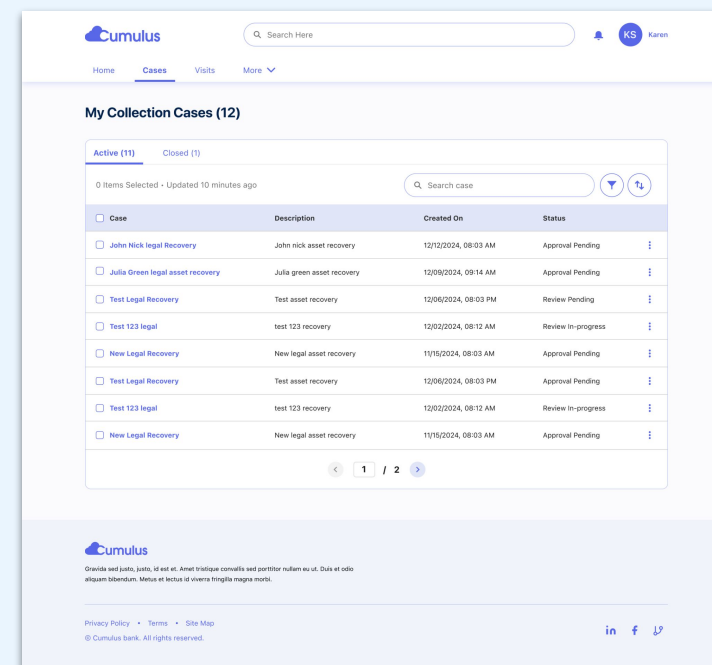 Cumulus
Search Here
KS Karen
Home Cases Visits More
My Collection Cases (12)
Active (11) Closed (1)
0 Items Selected • Updated 10 minutes ago
Search case
Case Description Created On Status
John Nick legal Recovery John nick asset recovery 12/12/2024, 08:03 AM Approval Pending
Julia Green legal asset recovery Julia green asset recovery 12/09/2024, 09:14 AM Approval Pending
Test Legal Recovery Test asset recovery 12/06/2024, 08:03 PM Review Pending
Test 123 legal test 123 recovery 12/02/2024, 08:12 AM Review In-progress
New Legal Recovery New legal asset recovery 11/15/2024, 08:03 AM Approval Pending
Test Legal Recovery Test asset recovery 12/06/2024, 08:03 PM Approval Pending
Test 123 legal test 123 recovery 12/02/2024, 08:12 AM Review In-progress
New Legal Recovery New legal asset recovery 11/15/2024, 08:03 AM Approval Pending
1 / 2
Cumulus
Gravida sed justo, justo, id est et. Amet tristique convallis sed porttitor nullam eu ut. Duis et odio
aliquam bibendum. Metus et lectus id viverra fringilla magna morbi.
Privacy Policy • Terms • Site Map
© Cumulus bank. All rights reserved.
in f